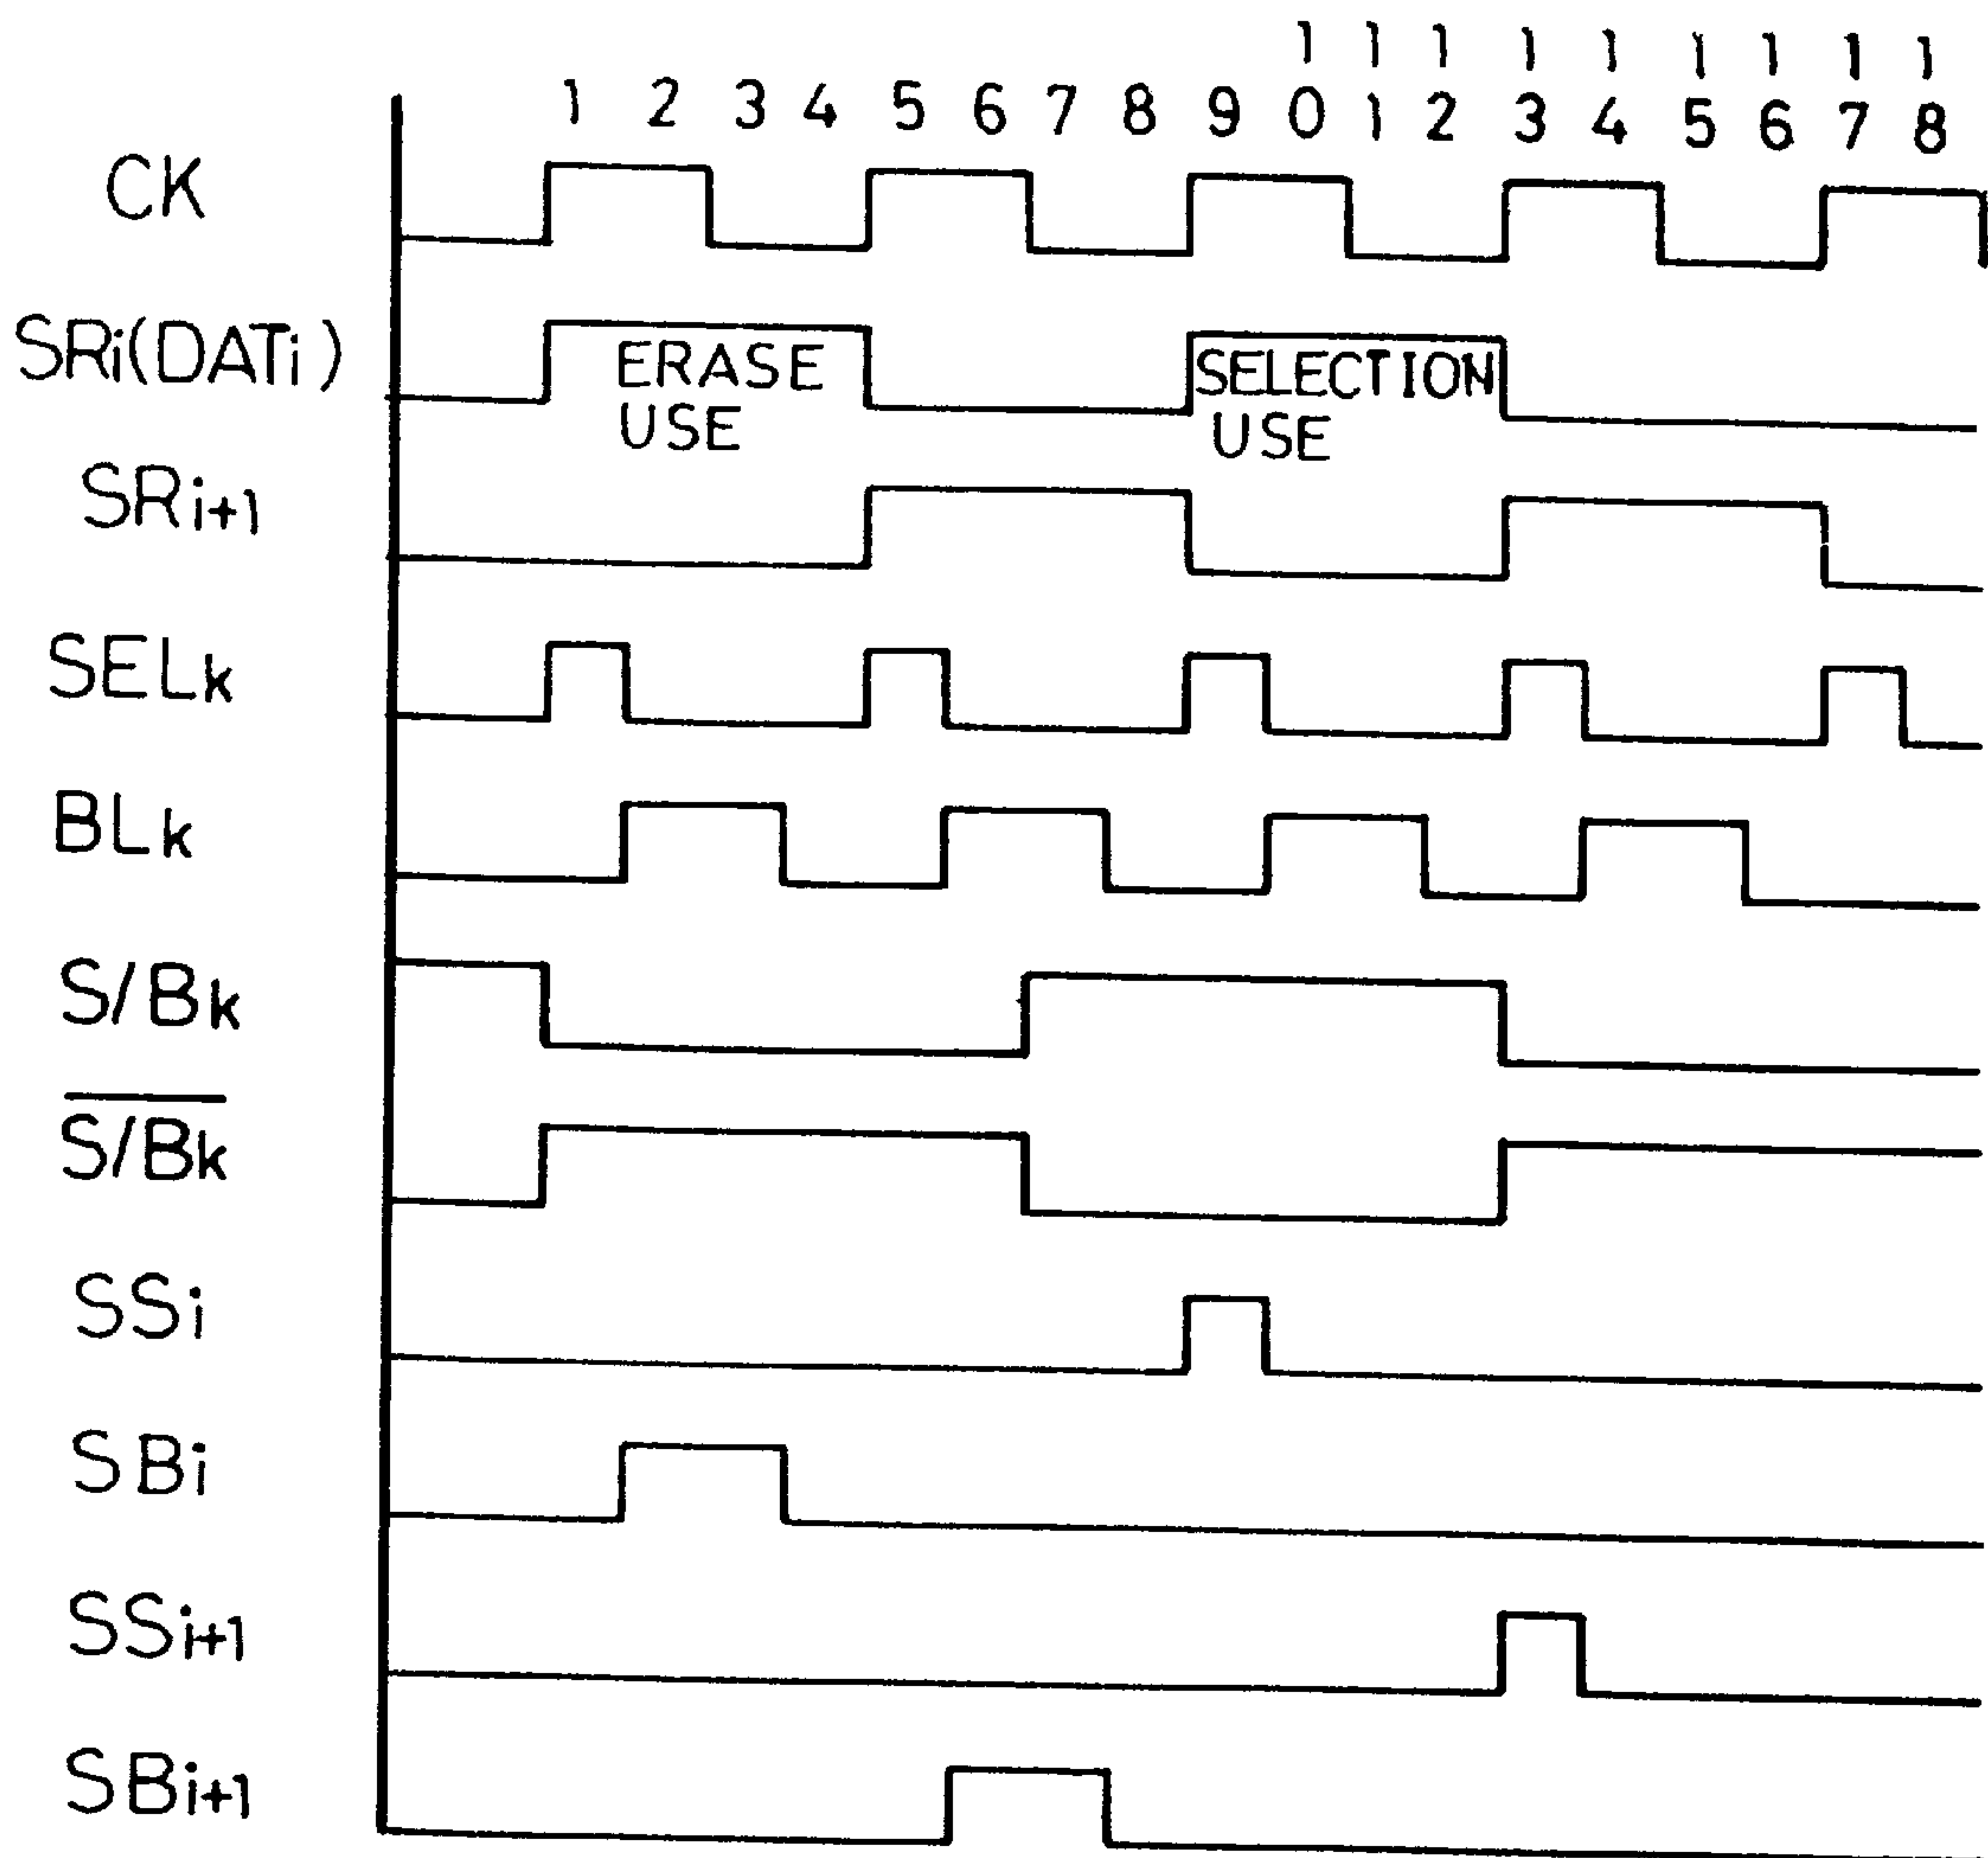 1 2 3 4 5 6 7 8 9 10 11 12 13 14 15 16 17 18
CK
SRi(DATi)
ERASE
USE
SELECTION
USE
SRi+1
SELk
BLk
S/Bk
S/Bk
SSi
SBi
SSi+1
SBi+1